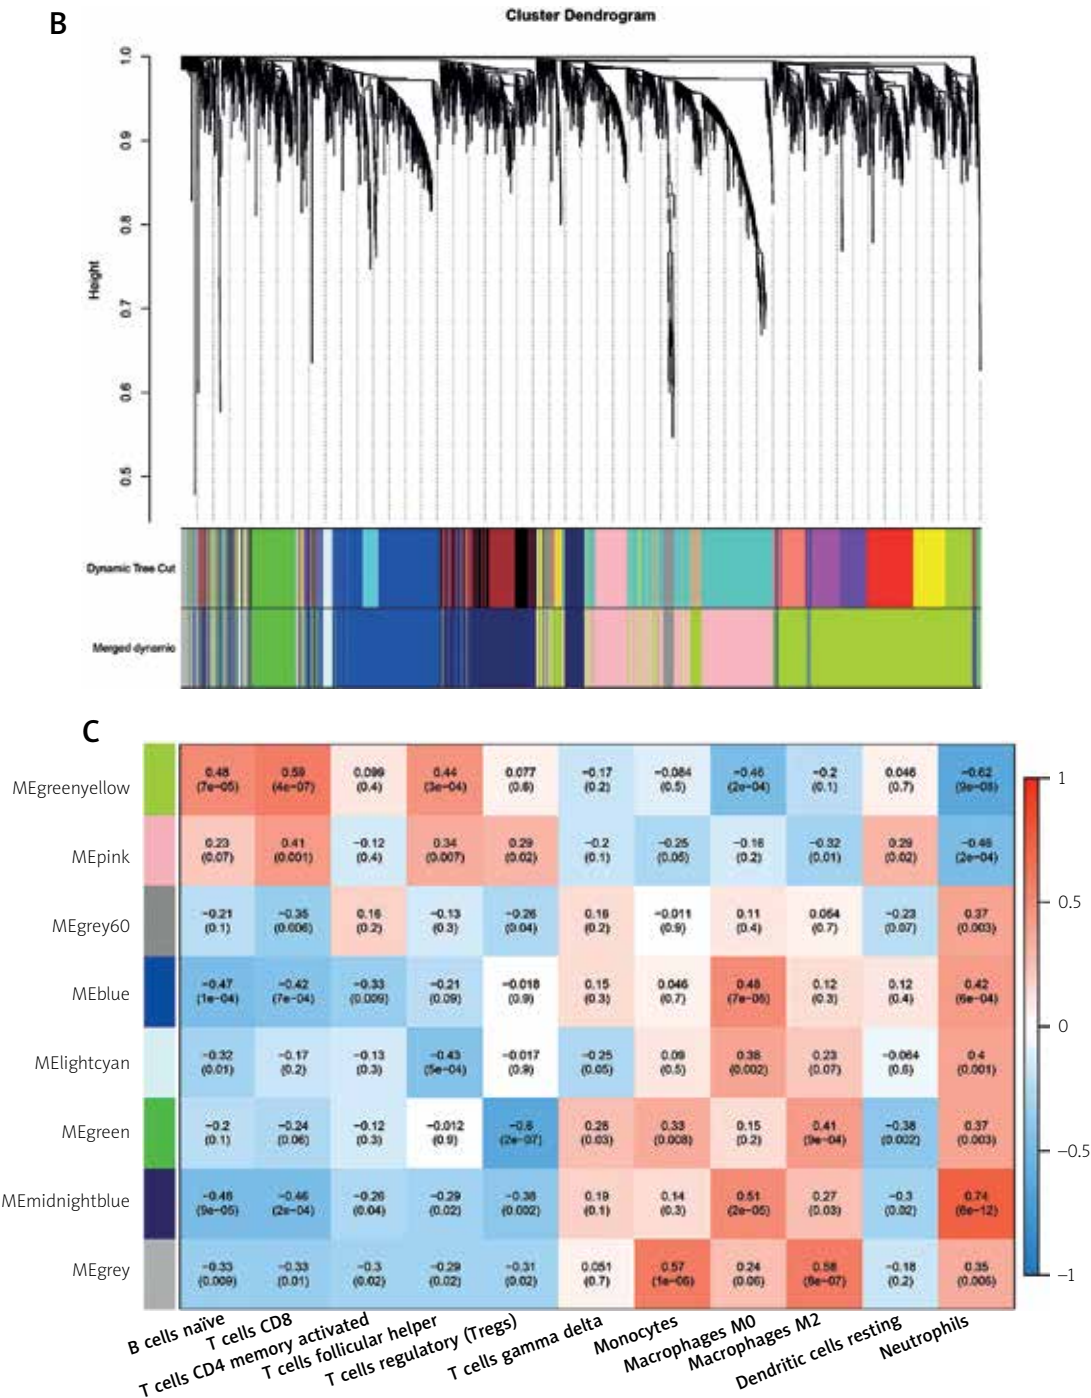 B
Cluster Dendrogram
Height
1.0
0.9
0.8
0.7
0.6
0.5
Dynamic Tree Cut
Merged dynamic
C
MEgreenyellow
0.48 0.59 0.099 0.44 0.077 −0.17 −0.084 −0.46 −0.2 0.046 −0.62
(7e−05) (4e−07) (0.4) (3e−04) (0.6) (0.2) (0.5) (2e−04) (0.1) (0.7) (9e−08)
MEpink
0.23 0.41 −0.12 0.34 0.29 −0.2 −0.25 −0.16 −0.32 0.29 −0.46
(0.07) (0.001) (0.4) (0.007) (0.02) (0.1) (0.05) (0.2) (0.01) (0.02) (2e−04)
MEgrey60
−0.21 −0.35 0.16 −0.13 −0.26 0.16 −0.011 0.11 0.054 −0.23 0.37
(0.1) (0.006) (0.2) (0.3) (0.04) (0.2) (0.9) (0.4) (0.7) (0.07) (0.003)
MEblue
−0.47 −0.42 −0.33 −0.21 −0.018 0.15 0.046 0.48 0.12 0.12 0.42
(1e−04) (7e−04) (0.009) (0.09) (0.9) (0.3) (0.7) (7e−05) (0.3) (0.4) (6e−04)
MElightcyan
−0.32 −0.17 −0.13 −0.43 −0.017 −0.25 0.09 0.38 0.23 −0.064 0.4
(0.01) (0.2) (0.3) (5e−04) (0.9) (0.05) (0.5) (0.002) (0.07) (0.6) (0.001)
MEgreen
−0.2 −0.24 −0.12 −0.012 −0.6 0.28 0.33 0.15 0.41 −0.38 0.37
(0.1) (0.06) (0.3) (0.9) (2e−07) (0.03) (0.008) (0.2) (9e−04) (0.002) (0.003)
MEmidnightblue
−0.48 −0.46 −0.26 −0.29 −0.38 0.19 0.14 0.51 0.27 −0.3 0.74
(9e−05) (2e−04) (0.04) (0.02) (0.002) (0.1) (0.3) (2e−05) (0.03) (0.02) (6e−12)
MEgrey
−0.33 −0.33 −0.3 −0.29 −0.31 0.051 0.57 0.24 0.58 −0.18 0.35
(0.009) (0.01) (0.02) (0.02) (0.02) (0.7) (1e−06) (0.06) (6e−07) (0.2) (0.006)
1
0.5
0
−0.5
−1
B cells naïve
T cells CD8
T cells CD4 memory activated
T cells follicular helper
T cells regulatory (Tregs)
T cells gamma delta
Monocytes
Macrophages M0
Macrophages M2
Dendritic cells resting
Neutrophils